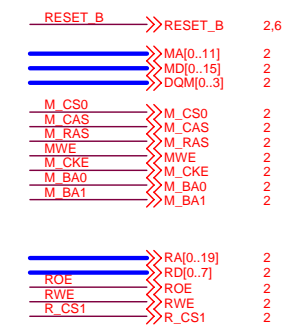 RESET_B RESET_B 2,6
MA[0..11] 2
MD[0..15] 2
DQM[0..3] 2
M_CS0 M_CS0 2
M_CAS M_CAS 2
M_RAS M_RAS 2
MWE MWE 2
M_CKE M_CKE 2
M_BA0 M_BA0 2
M_BA1 M_BA1 2
RA[0..19] 2
RD[0..7] 2
ROE ROE 2
RWE RWE 2
R_CS1 R_CS1 2